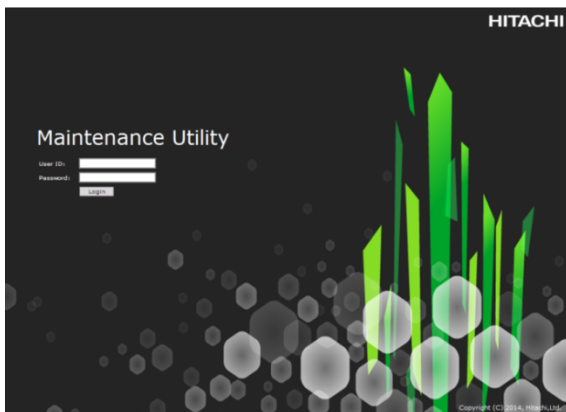 HITACHI
Maintenance Utility
User ID:
Password:
Login
Copyright (C) 2014, Hitachi,Ltd.